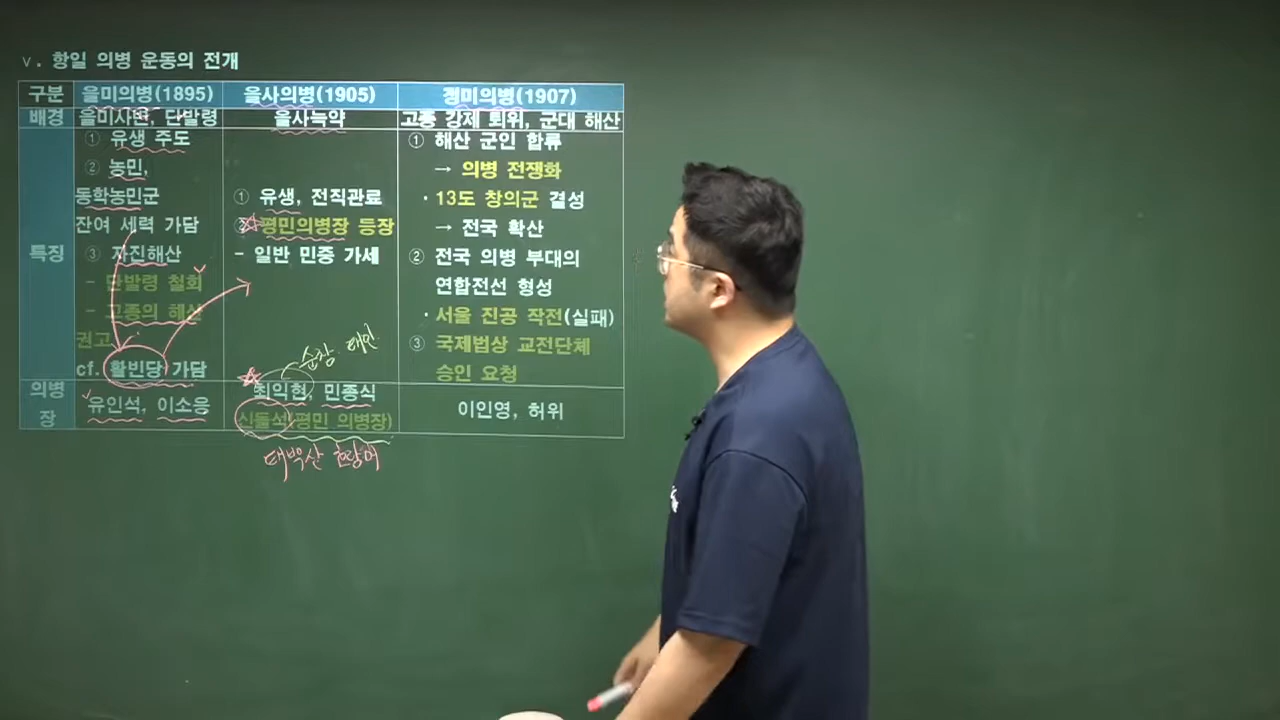 v. 항일 의병 운동의 전개
구분 을미의병(1895) 을사의병(1905) 정미의병(1907)
배경 을미사변, 단발령 을사늑약 고종 강제 퇴위, 군대 해산
특징
① 유생 주도
② 농민,
동학농민군
잔여 세력 가담
③ 자진해산
- 단발령 철회
- 고종의 해산
권고
cf. 활빈당 가담
① 유생, 전직관료
평민의병장 등장
- 일반 민중 가세
① 해산 군인 합류
→ 의병 전쟁화
· 13도 창의군 결성
→ 전국 확산
② 전국 의병 부대의
연합전선 형성
· 서울 진공 작전(실패)
③ 국제법상 교전단체
승인 요청
순창. 태인
의병
장
유인석, 이소응
최익현, 민종식
신돌석(평민 의병장)
이인영, 허위
태백산 호랑이